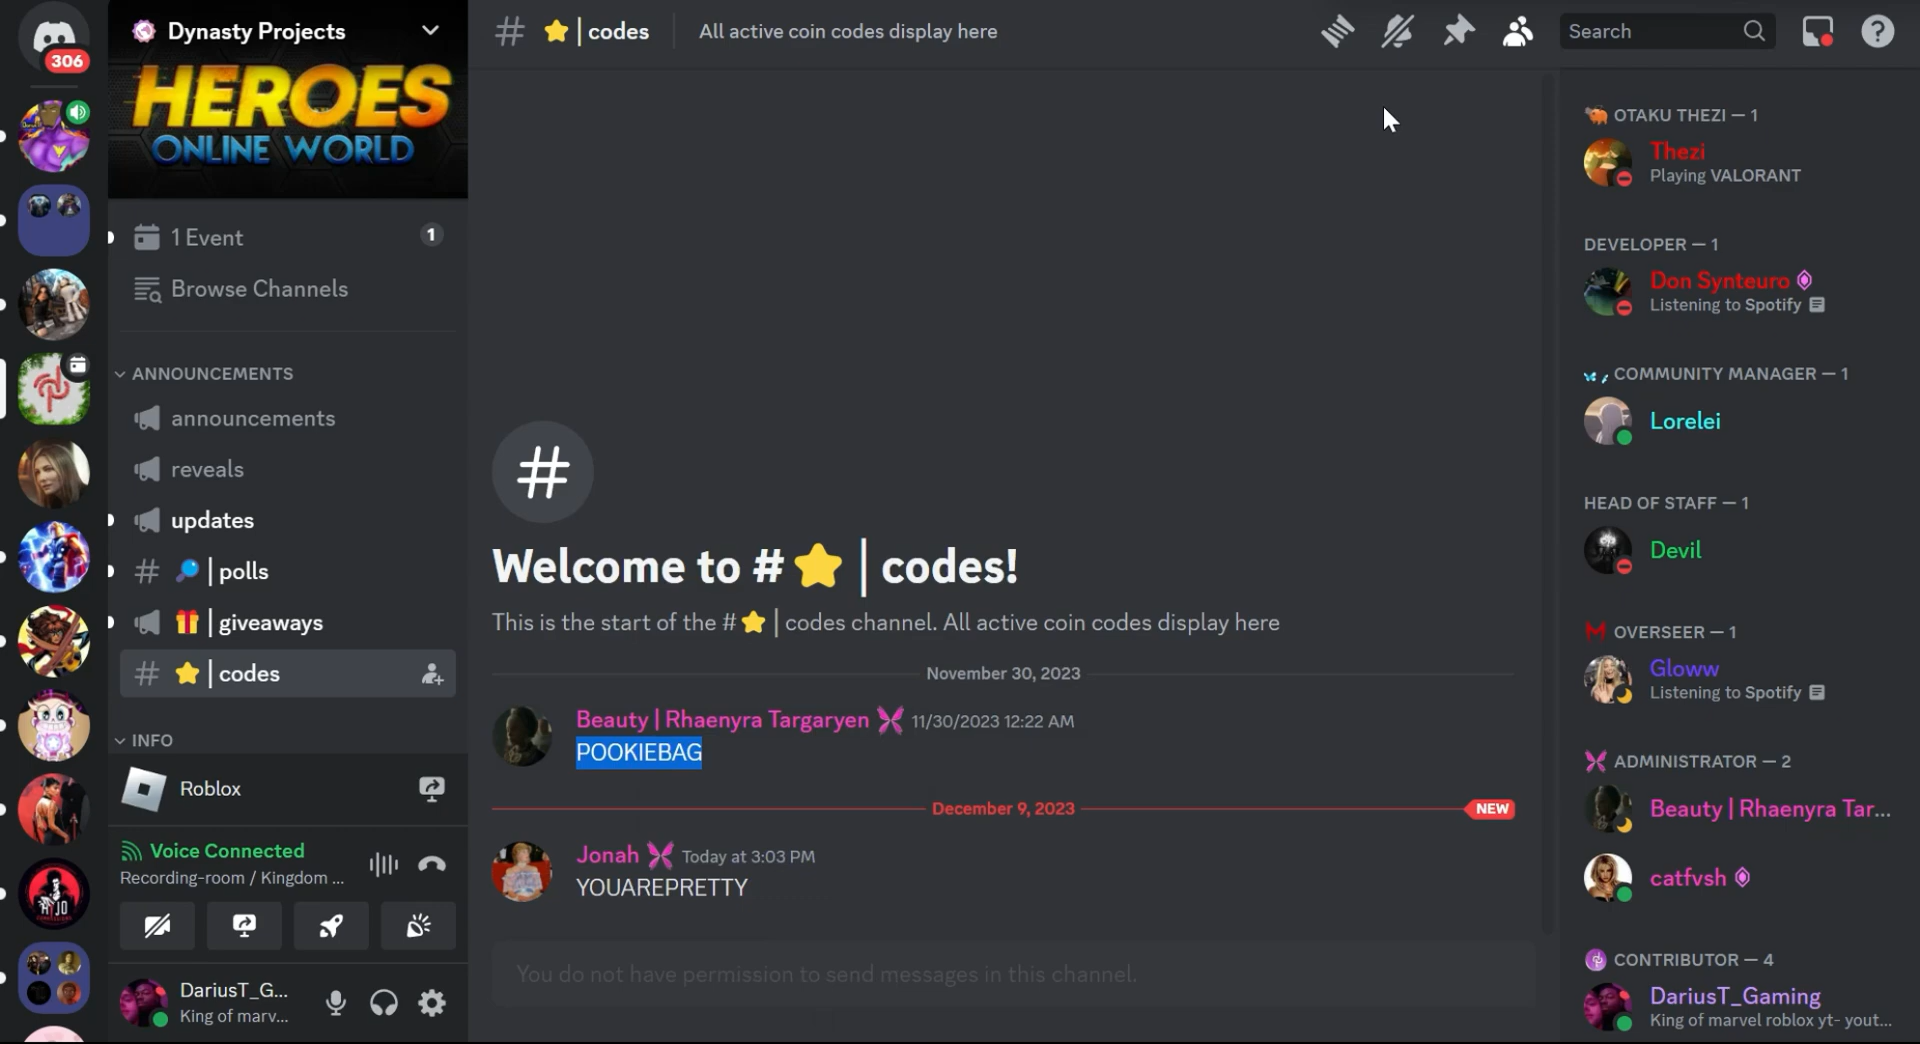 306
Dynasty Projects
HEROES
ONLINE WORLD
1 Event
1
Browse Channels
ANNOUNCEMENTS
announcements
reveals
updates
# 🔎 | polls
🎁 | giveaways
# ⭐ | codes
INFO
Roblox
Voice Connected
Recording-room / Kingdom ...
DariusT_G...
King of marv...
# ⭐ | codes
All active coin codes display here
Search
Welcome to # ⭐ | codes!
This is the start of the # ⭐ | codes channel. All active coin codes display here
November 30, 2023
Beauty | Rhaenyra Targaryen 11/30/2023 12:22 AM
POOKIEBAG
December 9, 2023
NEW
Jonah Today at 3:03 PM
YOUAREPRETTY
You do not have permission to send messages in this channel.
OTAKU THEZI — 1
Thezi
Playing VALORANT
DEVELOPER — 1
Don Synteuro
Listening to Spotify
COMMUNITY MANAGER — 1
Lorelei
HEAD OF STAFF — 1
Devil
OVERSEER — 1
Gloww
Listening to Spotify
ADMINISTRATOR — 2
Beauty | Rhaenyra Tar...
catfvsh
CONTRIBUTOR — 4
DariusT_Gaming
King of marvel roblox yt- yout...